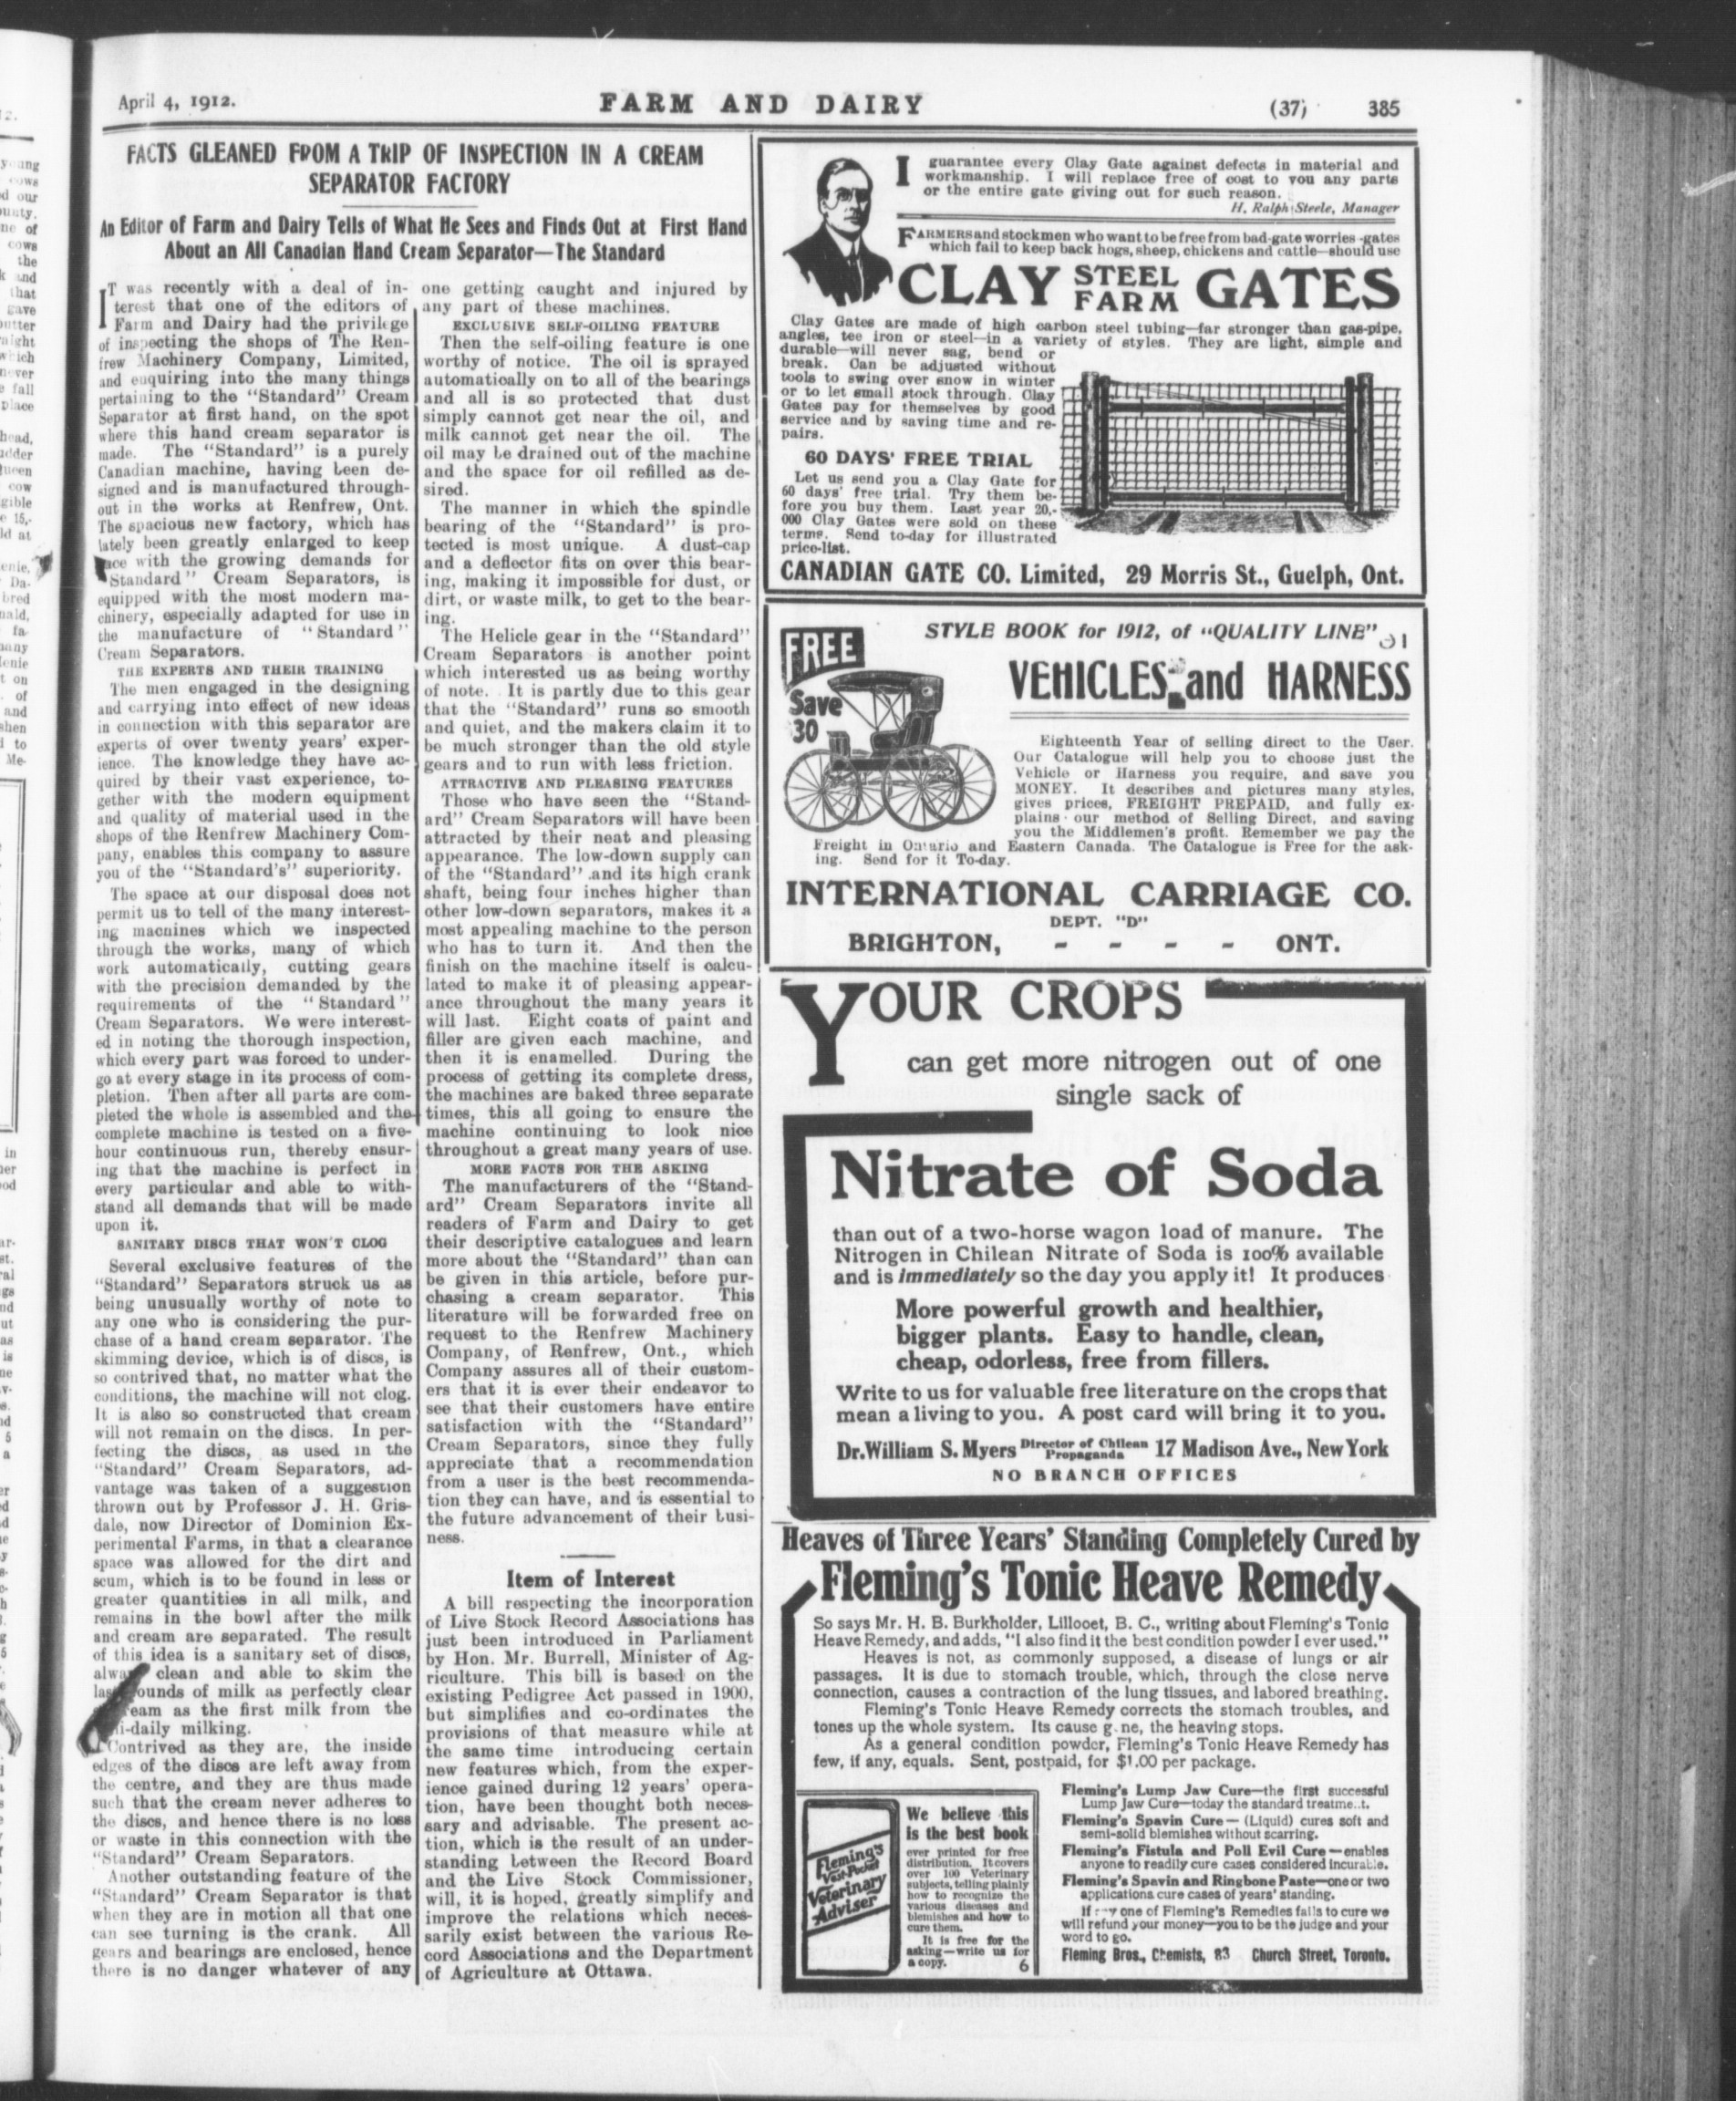 April 4, 1912.
FARM AND DAIRY
(37) 385
FACTS GLEANED FROM A TRIP OF INSPECTION IN A CREAM
SEPARATOR FACTORY
An Editor of Farm and Dairy Tells of What He Sees and Finds Out at First Hand
About an All Canadian Hand Cream Separator—The Standard
IT was recently with a deal of in-
terest that one of the editors of
Farm and Dairy had the privilege
of inspecting the shops of The Ren-
frew Machinery Company, Limited,
and enquiring into the many things
pertaining to the "Standard" Cream
Separator at first hand, on the spot
where this hand cream separator is
made. The "Standard" is a purely
Canadian machine, having been de-
signed and is manufactured through-
out in the works at Renfrew, Ont.
The spacious new factory, which has
lately been greatly enlarged to keep
pace with the growing demands for
"Standard" Cream Separators, is
equipped with the most modern ma-
chinery, especially adapted for use in
the manufacture of "Standard"
Cream Separators.
THE EXPERTS AND THEIR TRAINING
The men engaged in the designing
and carrying into effect of new ideas
in connection with this separator are
experts of over twenty years' exper-
ience. The knowledge they have ac-
quired by their vast experience, to-
gether with the modern equipment
and quality of material used in the
shops of the Renfrew Machinery Com-
pany, enables this company to assure
you of the "Standard's" superiority.
The space at our disposal does not
permit us to tell of the many interest-
ing machines which we inspected
through the works, many of which
work automatically, cutting gears
with the precision demanded by the
requirements of the "Standard"
Cream Separators. We were interest-
ed in noting the thorough inspection,
which every part was forced to under-
go at every stage in its process of com-
pletion. Then after all parts are com-
pleted the whole is assembled and the
complete machine is tested on a five-
hour continuous run, thereby ensur-
ing that the machine is perfect in
every particular and able to with-
stand all demands that will be made
upon it.
SANITARY DISCS THAT WON'T CLOG
Several exclusive features of the
"Standard" Separators struck us as
being unusually worthy of note to
any one who is considering the pur-
chase of a hand cream separator. The
skimming device, which is of discs, is
so contrived that, no matter what the
conditions, the machine will not clog.
It is also so constructed that cream
will not remain on the discs. In per-
fecting the discs, as used in the
"Standard" Cream Separators, ad-
vantage was taken of a suggestion
thrown out by Professor J. H. Gris-
dale, now Director of Dominion Ex-
perimental Farms, in that a clearance
space was allowed for the dirt and
scum, which is to be found in less or
greater quantities in all milk, and
remains in the bowl after the milk
and cream are separated. The result
of this idea is a sanitary set of discs,
clean and able to skim the
ounds of milk as perfectly clear
eam as the first milk from the
i-daily milking.
Contrived as they are, the inside
edges of the discs are left away from
the centre, and they are thus made
such that the cream never adheres to
the discs, and hence there is no loss
or waste in this connection with the
"Standard" Cream Separators.
Another outstanding feature of the
"Standard" Cream Separator is that
when they are in motion all that one
can see turning is the crank. All
gears and bearings are enclosed, hence
there is no danger whatever of any
one getting caught and injured by
any part of these machines.
EXCLUSIVE SELF-OILING FEATURE
Then the self-oiling feature is one
worthy of notice. The oil is sprayed
automatically on to all of the bearings
and all is so protected that dust
simply cannot get near the oil, and
milk cannot get near the oil. The
oil may be drained out of the machine
and the space for oil refilled as de-
sired.
The manner in which the spindle
bearing of the "Standard" is pro-
tected is most unique. A dust-cap
and a deflector fits on over this bear-
ing, making it impossible for dust, or
dirt, or waste milk, to get to the bear-
ing.
The Helicle gear in the "Standard"
Cream Separators is another point
which interested us as being worthy
of note. It is partly due to this gear
that the "Standard" runs so smooth
and quiet, and the makers claim it to
be much stronger than the old style
gears and to run with less friction.
ATTRACTIVE AND PLEASING FEATURES
Those who have seen the "Stand-
ard" Cream Separators will have been
attracted by their neat and pleasing
appearance. The low-down supply can
of the "Standard" and its high crank
shaft, being four inches higher than
other low-down separators, makes it a
most appealing machine to the person
who has to turn it. And then the
finish on the machine itself is calcu-
lated to make it of pleasing appear-
ance throughout the many years it
will last. Eight coats of paint and
filler are given each machine, and
then it is enamelled. During the
process of getting its complete dress,
the machines are baked three separate
times, this all going to ensure the
machine continuing to look nice
throughout a great many years of use.
MORE FACTS FOR THE ASKING
The manufacturers of the "Stand-
ard" Cream Separators invite all
readers of Farm and Dairy to get
their descriptive catalogues and learn
more about the "Standard" than can
be given in this article, before pur-
chasing a cream separator. This
literature will be forwarded free on
request to the Renfrew Machinery
Company, of Renfrew, Ont., which
Company assures all of their custom-
ers that it is ever their endeavor to
see that their customers have entire
satisfaction with the "Standard"
Cream Separators, since they fully
appreciate that a recommendation
from a user is the best recommenda-
tion they can have, and is essential to
the future advancement of their busi-
ness.
Item of Interest
A bill respecting the incorporation
of Live Stock Record Associations has
just been introduced in Parliament
by Hon. Mr. Burrell, Minister of Ag-
riculture. This bill is based on the
existing Pedigree Act passed in 1900,
but simplifies and co-ordinates the
provisions of that measure while at
the same time introducing certain
new features which, from the exper-
ience gained during 12 years' opera-
tion, have been thought both neces-
sary and advisable. The present ac-
tion, which is the result of an under-
standing between the Record Board
and the Live Stock Commissioner,
will, it is hoped, greatly simplify and
improve the relations which neces-
sarily exist between the various Re-
cord Associations and the Department
of Agriculture at Ottawa.
I guarantee every Clay Gate against defects in material and
workmanship. I will replace free of cost to you any parts
or the entire gate giving out for such reason.
H. Ralph Steele, Manager
FARMERS and stockmen who want to be free from bad-gate worries-gates
which fail to keep back hogs, sheep, chickens and cattle—should use
CLAY STEEL FARM GATES
Clay Gates are made of high carbon steel tubing—far stronger than gas-pipe,
angles, tee iron or steel—in a variety of styles. They are light, simple and
durable—will never sag, bend or
break. Can be adjusted without
tools to swing over snow in winter
or to let small stock through. Clay
Gates pay for themselves by good
service and by saving time and re-
pairs.
60 DAYS' FREE TRIAL
Let us send you a Clay Gate for
60 days' free trial. Try them be-
fore you buy them. Last year 20,-
000 Clay Gates were sold on these
terms. Send to-day for illustrated
price-list.
CANADIAN GATE CO. Limited, 29 Morris St., Guelph, Ont.
FREE
Save
30
STYLE BOOK for 1912, of "QUALITY LINE"
VEHICLES and HARNESS
Eighteenth Year of selling direct to the User.
Our Catalogue will help you to choose just the
Vehicle or Harness you require, and save you
MONEY. It describes and pictures many styles,
gives prices, FREIGHT PREPAID, and fully ex-
plains our method of Selling Direct, and saving
you the Middlemen's profit. Remember we pay the
Freight in Ontario and Eastern Canada. The Catalogue is Free for the ask-
ing. Send for it To-day.
INTERNATIONAL CARRIAGE CO.
DEPT. "D"
BRIGHTON, - - - - ONT.
YOUR CROPS
can get more nitrogen out of one
single sack of
Nitrate of Soda
than out of a two-horse wagon load of manure. The
Nitrogen in Chilean Nitrate of Soda is 100% available
and is immediately so the day you apply it! It produces
More powerful growth and healthier,
bigger plants. Easy to handle, clean,
cheap, odorless, free from fillers.
Write to us for valuable free literature on the crops that
mean a living to you. A post card will bring it to you.
Dr. William S. Myers Director of Chilean Propaganda 17 Madison Ave., New York
NO BRANCH OFFICES
Heaves of Three Years' Standing Completely Cured by
Fleming's Tonic Heave Remedy
So says Mr. H. B. Burkholder, Lillooet, B. C., writing about Fleming's Tonic
Heave Remedy, and adds, "I also find it the best condition powder I ever used."
Heaves is not, as commonly supposed, a disease of lungs or air
passages. It is due to stomach trouble, which, through the close nerve
connection, causes a contraction of the lung tissues, and labored breathing.
Fleming's Tonic Heave Remedy corrects the stomach troubles, and
tones up the whole system. Its cause g ne, the heaving stops.
As a general condition powder, Fleming's Tonic Heave Remedy has
few, if any, equals. Sent, postpaid, for $1.00 per package.
Fleming's
Vest-Pocket
Veterinary
Adviser
We believe this
is the best book
ever printed for free
distribution. It covers
over 100 Veterinary
subjects, telling plainly
how to recognize the
various diseases and
blemishes and how to
cure them.
It is free for the
asking—write us for
a copy. 6
Fleming's Lump Jaw Cure—the first successful
Lump Jaw Cure—today the standard treatme..t.
Fleming's Spavin Cure—(Liquid) cures soft and
semi-solid blemishes without scarring.
Fleming's Fistula and Poll Evil Cure—enables
anyone to readily cure cases considered incurable.
Fleming's Spavin and Ringbone Paste—one or two
applications cure cases of years' standing.
If any one of Fleming's Remedies fails to cure we
will refund your money—you to be the judge and your
word to go.
Fleming Bros., Chemists, 83 Church Street, Toronto.